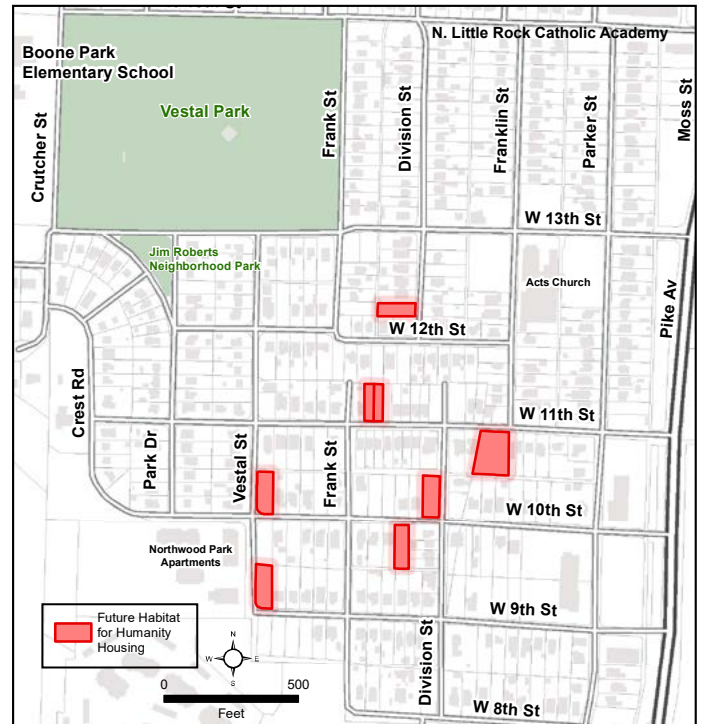 N. Little Rock Catholic Academy
Boone Park
Elementary School
Vestal Park
Crutcher St
Frank St
Division St
Franklin St
Parker St
Moss St
W 13th St
Jim Roberts
Neighborhood Park
Acts Church
Pike Av
W 12th St
Crest Rd
W 11th St
Park Dr
Vestal St
Frank St
W 10th St
Northwood Park
Apartments
W 9th St
Future Habitat
for Humanity
Housing
Division St
N
W
E
S
0
500
Feet
W 8th St